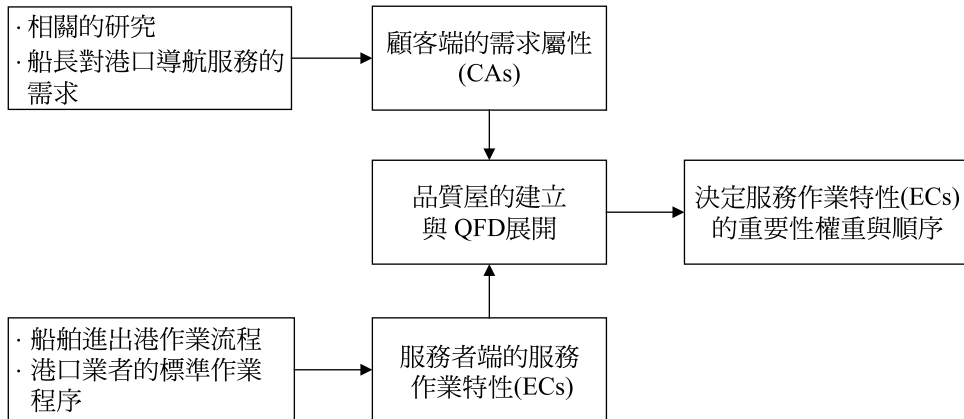 · 相關的研究
· 船長對港口導航服務的
需求
顧客端的需求屬性
(CAs)
品質屋的建立
與 QFD展開
決定服務作業特性(ECs)
的重要性權重與順序
· 船舶進出港作業流程
· 港口業者的標準作業
程序
服務者端的服務
作業特性(ECs)